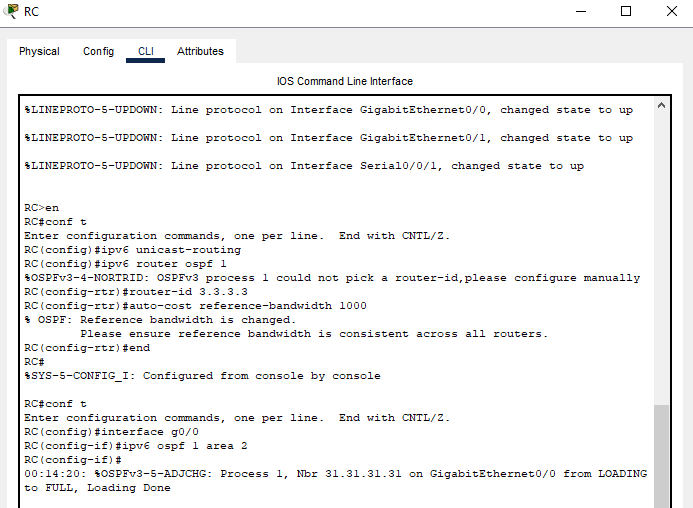 RC
Physical Config CLI Attributes
IOS Command Line Interface
%LINEPROTO-5-UPDOWN: Line protocol on Interface GigabitEthernet0/0, changed state to up
%LINEPROTO-5-UPDOWN: Line protocol on Interface GigabitEthernet0/1, changed state to up
%LINEPROTO-5-UPDOWN: Line protocol on Interface Serial0/0/1, changed state to up
RC>en
RC#conf t
Enter configuration commands, one per line.  End with CNTL/Z.
RC(config)#ipv6 unicast-routing
RC(config)#ipv6 router ospf 1
%OSPFv3-4-NORTRID: OSPFv3 process 1 could not pick a router-id,please configure manually
RC(config-rtr)#router-id 3.3.3.3
RC(config-rtr)#auto-cost reference-bandwidth 1000
% OSPF: Reference bandwidth is changed.
        Please ensure reference bandwidth is consistent across all routers.
RC(config-rtr)#end
RC#
%SYS-5-CONFIG_I: Configured from console by console
RC#conf t
Enter configuration commands, one per line.  End with CNTL/Z.
RC(config)#interface g0/0
RC(config-if)#ipv6 ospf 1 area 2
RC(config-if)#
00:14:20: %OSPFv3-5-ADJCHG: Process 1, Nbr 31.31.31.31 on GigabitEthernet0/0 from LOADING
to FULL, Loading Done